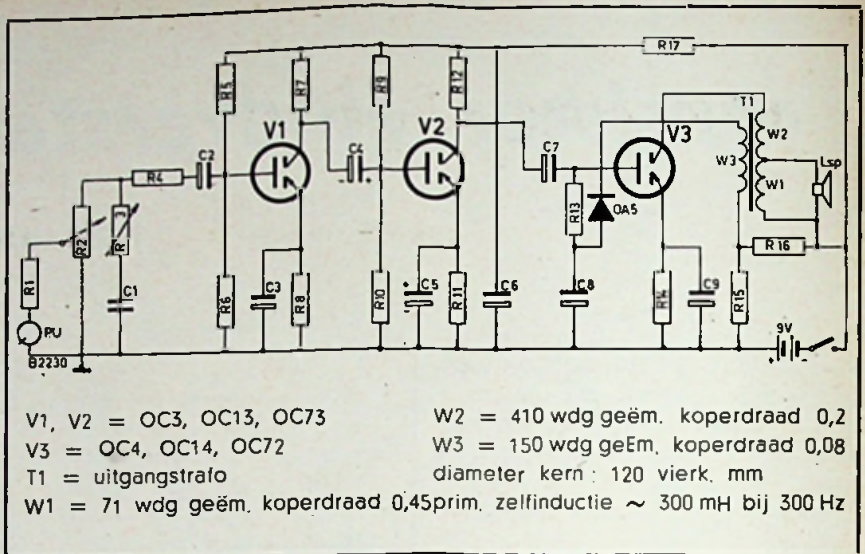 R5
R7
R9
R12
R17
V1
V2
V3
T1
W2
W3
W1
Lsp
C4
C7
C2
R4
R2
R3
R13
OA5
R1
PU
B2230
C1
R6
C3
R8
R10
C5
R11
C6
C8
R14
C9
R15
R16
9V
+ -
V1, V2 = OC3, OC13, OC73
V3 = OC4, OC14, OC72
T1 = uitgangstrafo
W1 = 71 wdg geëm. koperdraad 0,45prim. zelfinductie ~ 300 mH bij 300 Hz
W2 = 410 wdg geëm. koperdraad 0,2
W3 = 150 wdg geEm, koperdraad 0,08
diameter kern : 120 vierk. mm